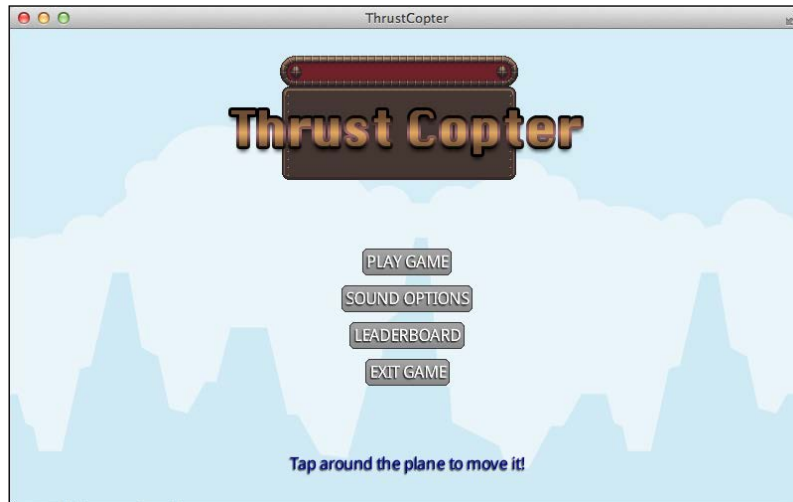 ThrustCopter
Thrust Copter
PLAY GAME
SOUND OPTIONS
LEADERBOARD
EXIT GAME
Tap around the plane to move it!